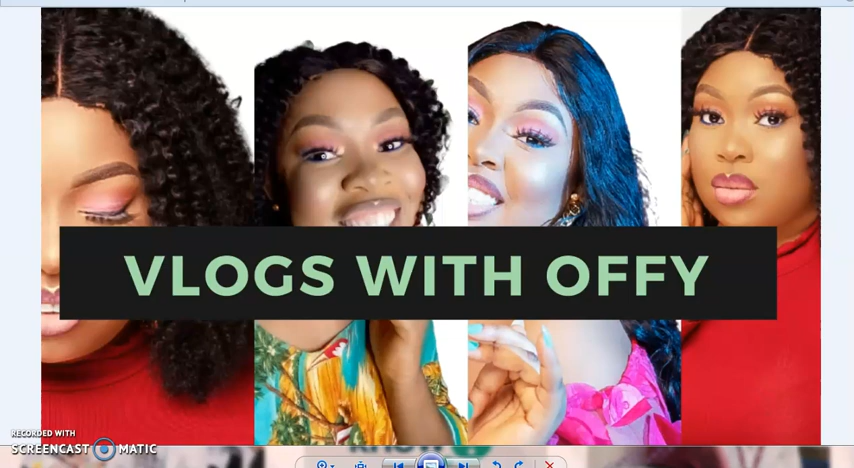 VLOGS WITH OFFY
RECORDED WITH
SCREENCAST MATIC